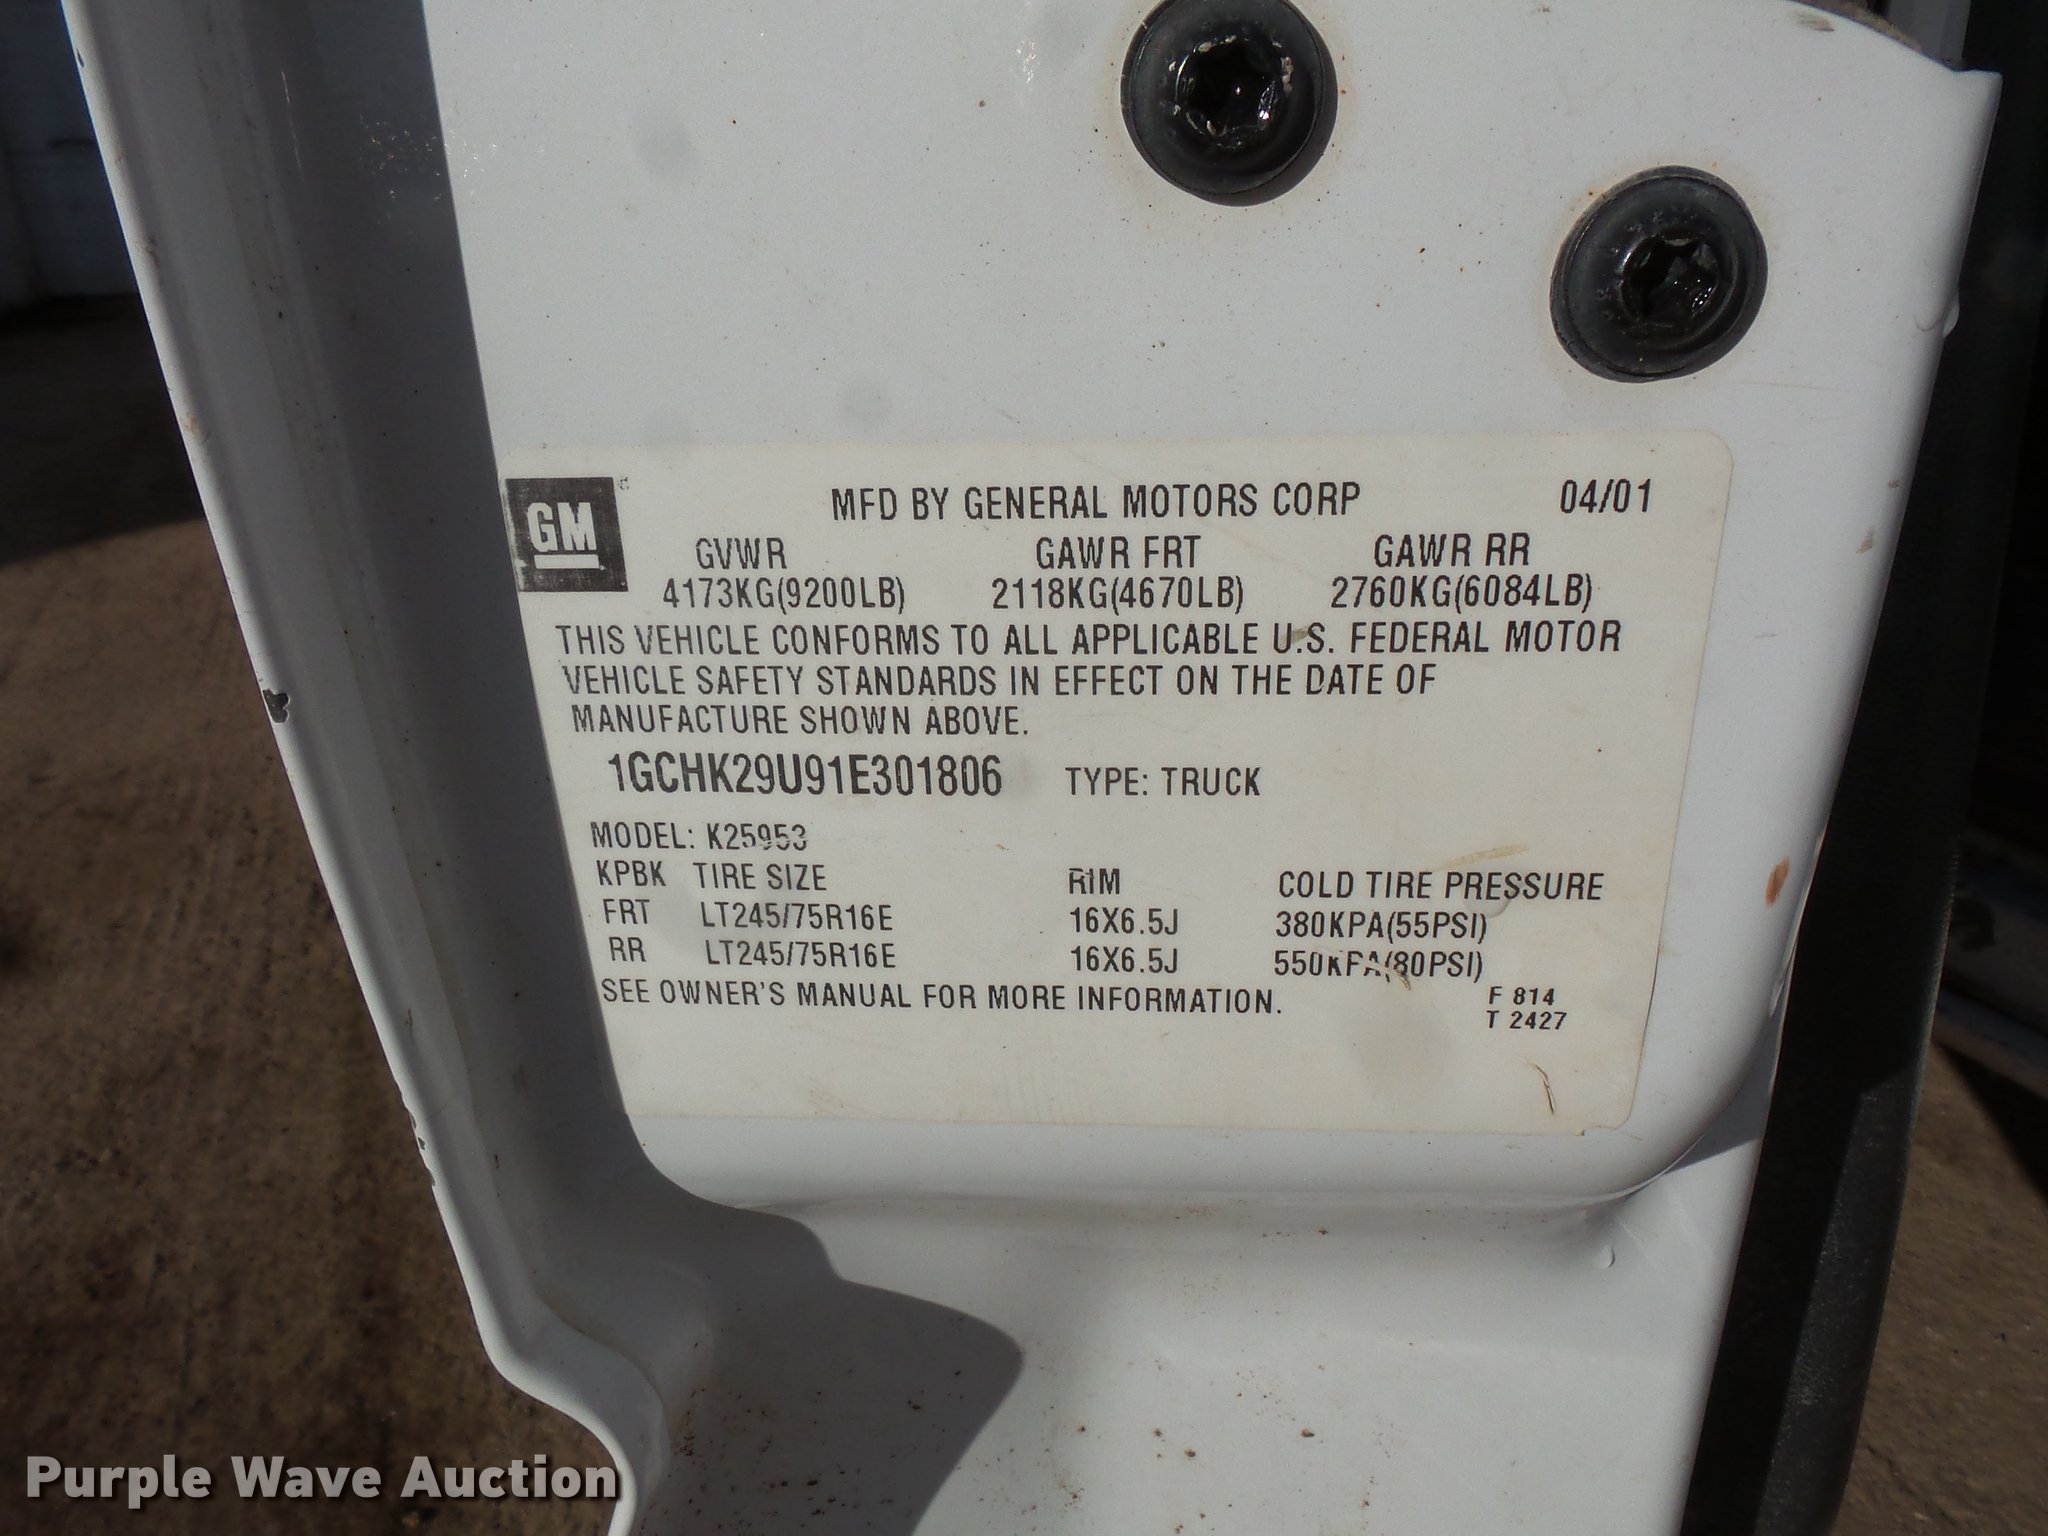 GM
MFD BY GENERAL MOTORS CORP 04/01
GVWR GAWR FRT GAWR RR
4173KG(9200LB) 2118KG(4670LB) 2760KG(6084LB)
THIS VEHICLE CONFORMS TO ALL APPLICABLE U.S. FEDERAL MOTOR
VEHICLE SAFETY STANDARDS IN EFFECT ON THE DATE OF
MANUFACTURE SHOWN ABOVE.
1GCHK29U91E301806 TYPE: TRUCK
MODEL: K25953
KPBK TIRE SIZE RIM COLD TIRE PRESSURE
FRT LT245/75R16E 16X6.5J 380KPA(55PSI)
RR LT245/75R16E 16X6.5J 550KPA(80PSI)
SEE OWNER'S MANUAL FOR MORE INFORMATION.
F 814
T 2427
Purple Wave Auction